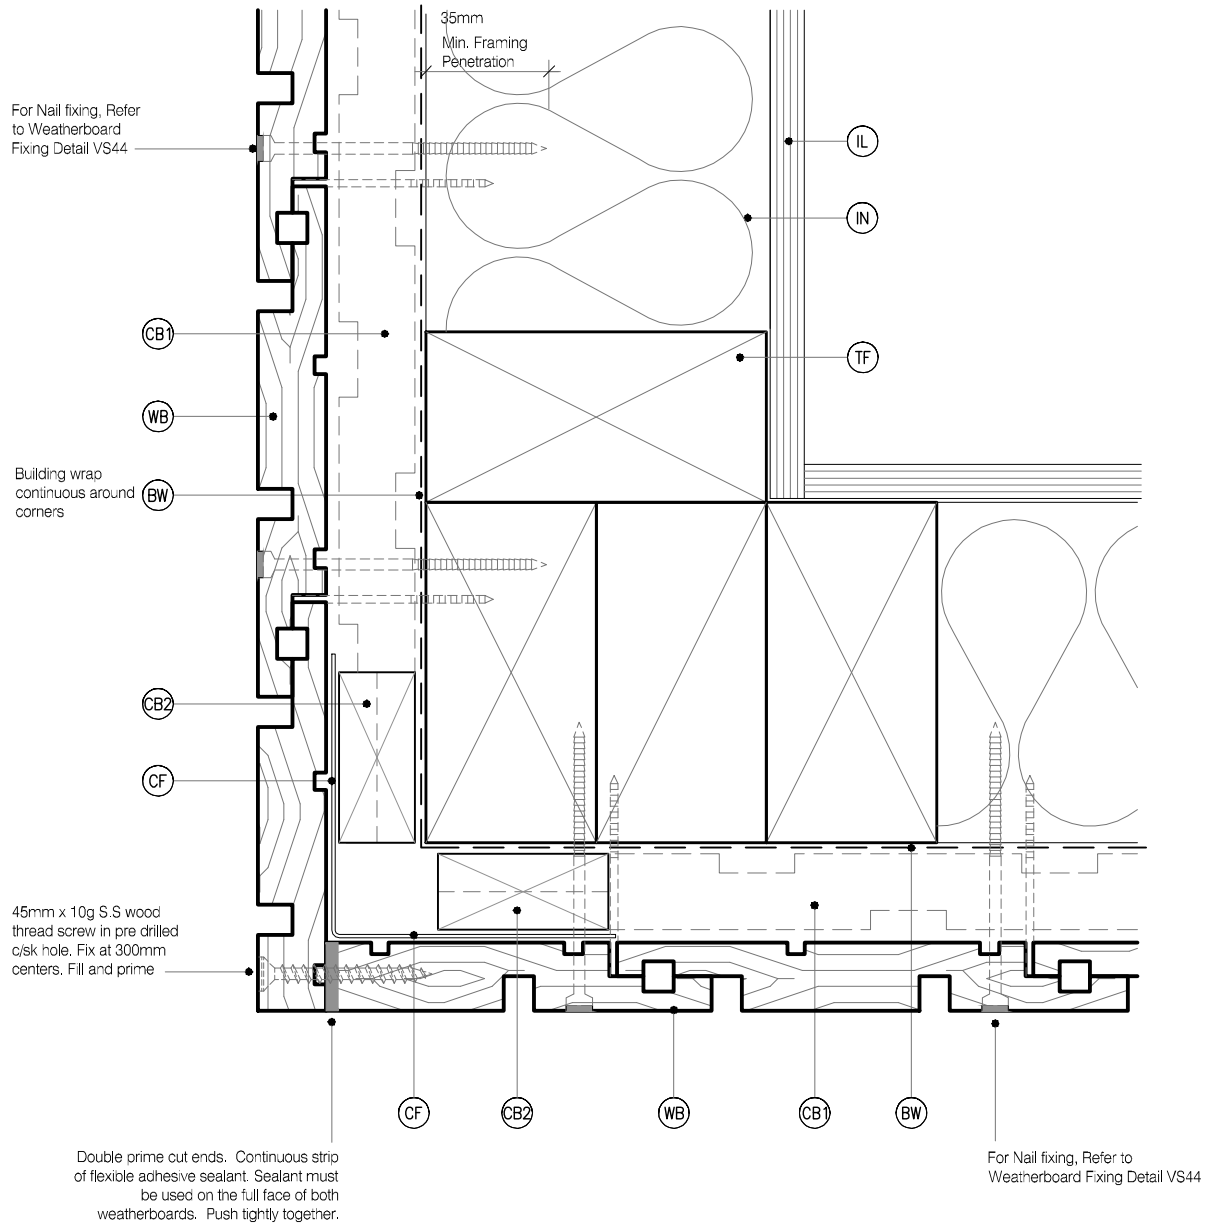 35mm
Min. Framing
Penetration
For Nail fixing, Refer
to Weatherboard
Fixing Detail VS44
IL
IN
CB1
TF
WB
Building wrap
continuous around
corners
BW
CB2
CF
45mm x 10g S.S wood
thread screw in pre drilled
c/sk hole. Fix at 300mm
centers. Fill and prime
CF
CB2
WB
CB1
BW
Double prime cut ends. Continuous strip
of flexible adhesive sealant. Sealant must
be used on the full face of both
weatherboards. Push tightly together.
For Nail fixing, Refer to
Weatherboard Fixing Detail VS44